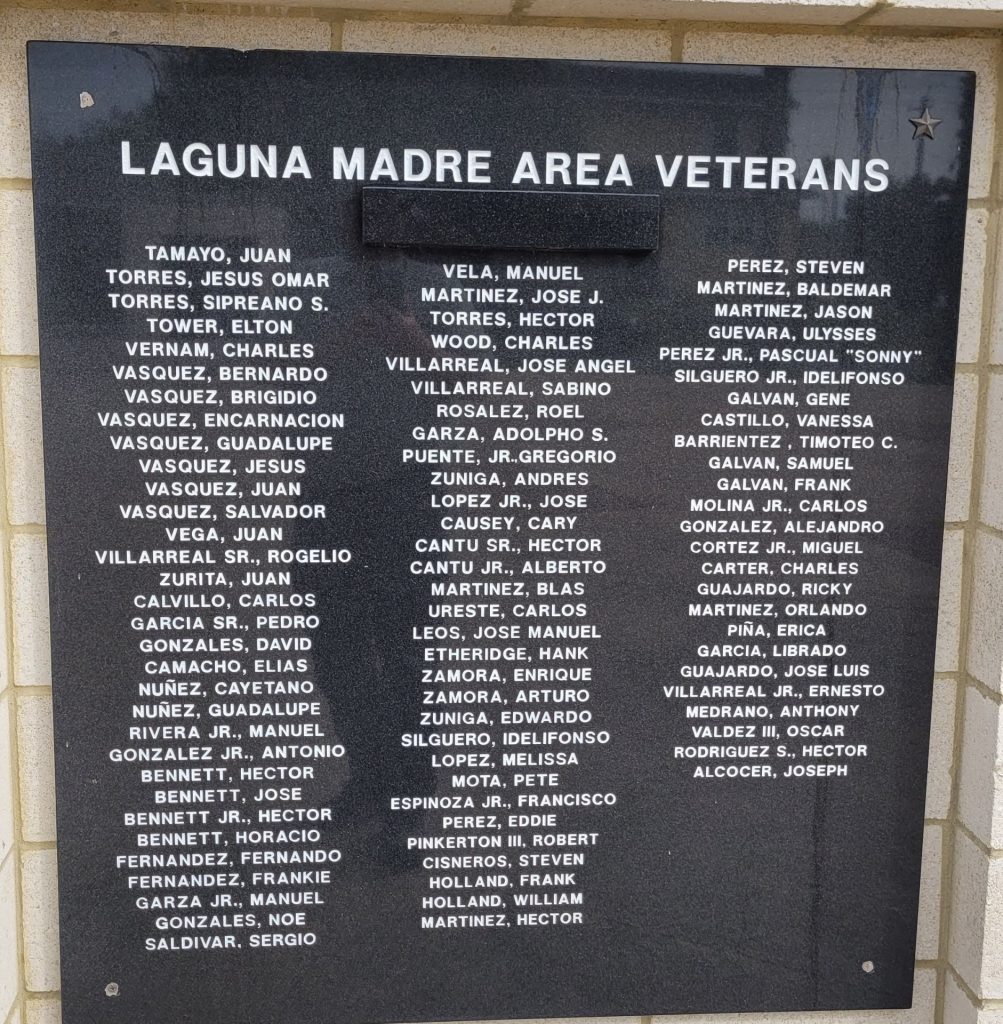 LAGUNA MADRE AREA VETERANS
TAMAYO, JUAN
TORRES, JESUS OMAR
TORRES, SIPREANO S.
TOWER, ELTON
VERNAM, CHARLES
VASQUEZ, BERNARDO
VASQUEZ, BRIGIDIO
VASQUEZ, ENCARNACION
VASQUEZ, GUADALUPE
VASQUEZ, JESUS
VASQUEZ, JUAN
VASQUEZ, SALVADOR
VEGA, JUAN
VILLARREAL SR., ROGELIO
ZURITA, JUAN
CALVILLO, CARLOS
GARCIA SR., PEDRO
GONZALES, DAVID
CAMACHO, ELIAS
NUÑEZ, CAYETANO
NUÑEZ, GUADALUPE
RIVERA JR., MANUEL
GONZALEZ JR., ANTONIO
BENNETT, HECTOR
BENNETT, JOSE
BENNETT JR., HECTOR
BENNETT, HORACIO
FERNANDEZ, FERNANDO
FERNANDEZ, FRANKIE
GARZA JR., MANUEL
GONZALES, NOE
SALDIVAR, SERGIO
VELA, MANUEL
MARTINEZ, JOSE J.
TORRES, HECTOR
WOOD, CHARLES
VILLARREAL, JOSE ANGEL
VILLARREAL, SABINO
ROSALEZ, ROEL
GARZA, ADOLPHO S.
PUENTE, JR.,GREGORIO
ZUNIGA, ANDRES
LOPEZ JR., JOSE
CAUSEY, CARY
CANTU SR., HECTOR
CANTU JR., ALBERTO
MARTINEZ, BLAS
URESTE, CARLOS
LEOS, JOSE MANUEL
ETHERIDGE, HANK
ZAMORA, ENRIQUE
ZAMORA, ARTURO
ZUNIGA, EDWARDO
SILGUERO, IDELIFONSO
LOPEZ, MELISSA
MOTA, PETE
ESPINOZA JR., FRANCISCO
PEREZ, EDDIE
PINKERTON III, ROBERT
CISNEROS, STEVEN
HOLLAND, FRANK
HOLLAND, WILLIAM
MARTINEZ, HECTOR
PEREZ, STEVEN
MARTINEZ, BALDEMAR
MARTINEZ, JASON
GUEVARA, ULYSSES
PEREZ JR., PASCUAL "SONNY"
SILGUERO JR., IDELIFONSO
GALVAN, GENE
CASTILLO, VANESSA
BARRIENTEZ , TIMOTEO C.
GALVAN, SAMUEL
GALVAN, FRANK
MOLINA JR., CARLOS
GONZALEZ, ALEJANDRO
CORTEZ JR., MIGUEL
CARTER, CHARLES
GUAJARDO, RICKY
MARTINEZ, ORLANDO
PIÑA, ERICA
GARCIA, LIBRADO
GUAJARDO, JOSE LUIS
VILLARREAL JR., ERNESTO
MEDRANO, ANTHONY
VALDEZ III, OSCAR
RODRIGUEZ S., HECTOR
ALCOCER, JOSEPH